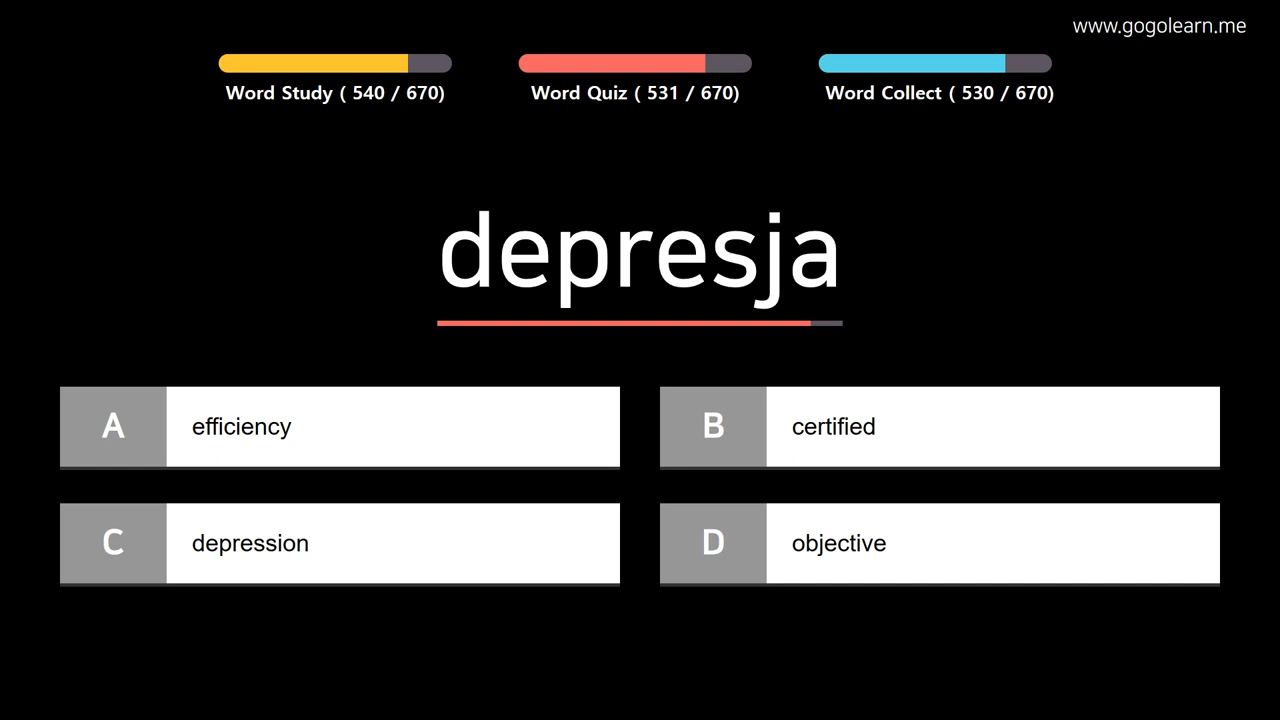 www.gogolearn.me
Word Study ( 540 / 670)
Word Quiz ( 531 / 670)
Word Collect ( 530 / 670)
depresja
A efficiency
B certified
C depression
D objective